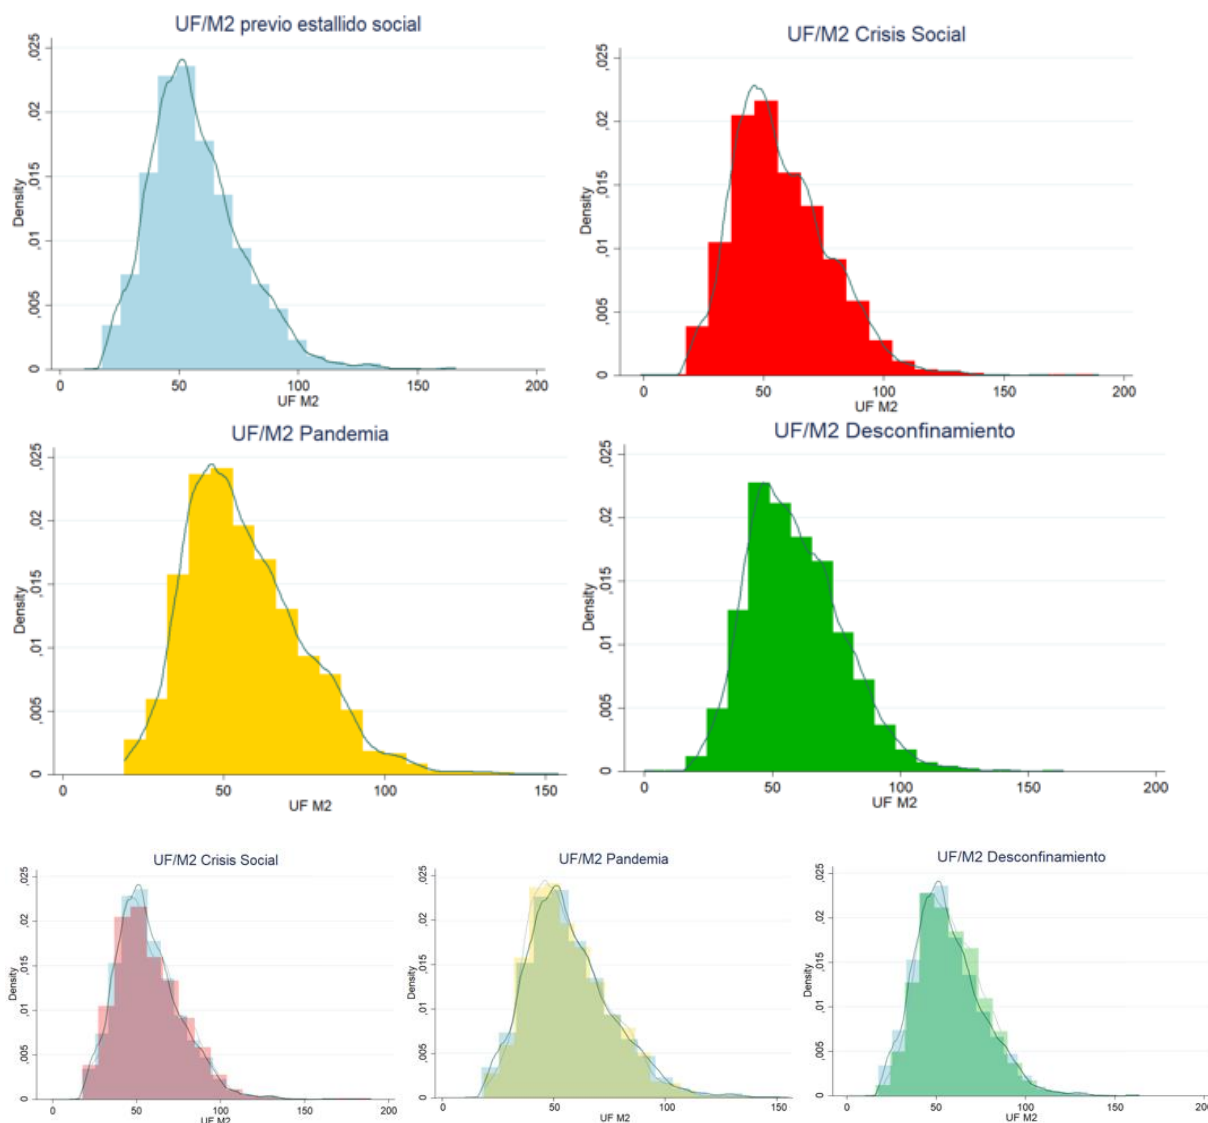 UF/M2 previo estallido social
Density
,025
,02
,015
,01
,005
0
0 50 100 150 200
UF M2
UF/M2 Crisis Social
Density
,025
,02
,015
,01
,005
0
0 50 100 150 200
UF M2
UF/M2 Pandemia
Density
,025
,02
,015
,01
,005
0
0 50 100 150
UF M2
UF/M2 Desconfinamiento
Density
,025
,02
,015
,01
,005
0
0 50 100 150 200
UF M2
UF/M2 Crisis Social
Density
,025
,02
,015
,01
,005
0
0 50 100 150 200
UF M2
UF/M2 Pandemia
Density
,025
,02
,015
,01
,005
0
0 50 100 150
UF M2
UF/M2 Desconfinamiento
Density
,025
,02
,015
,01
,005
0
0 50 100 150 200
UF M2